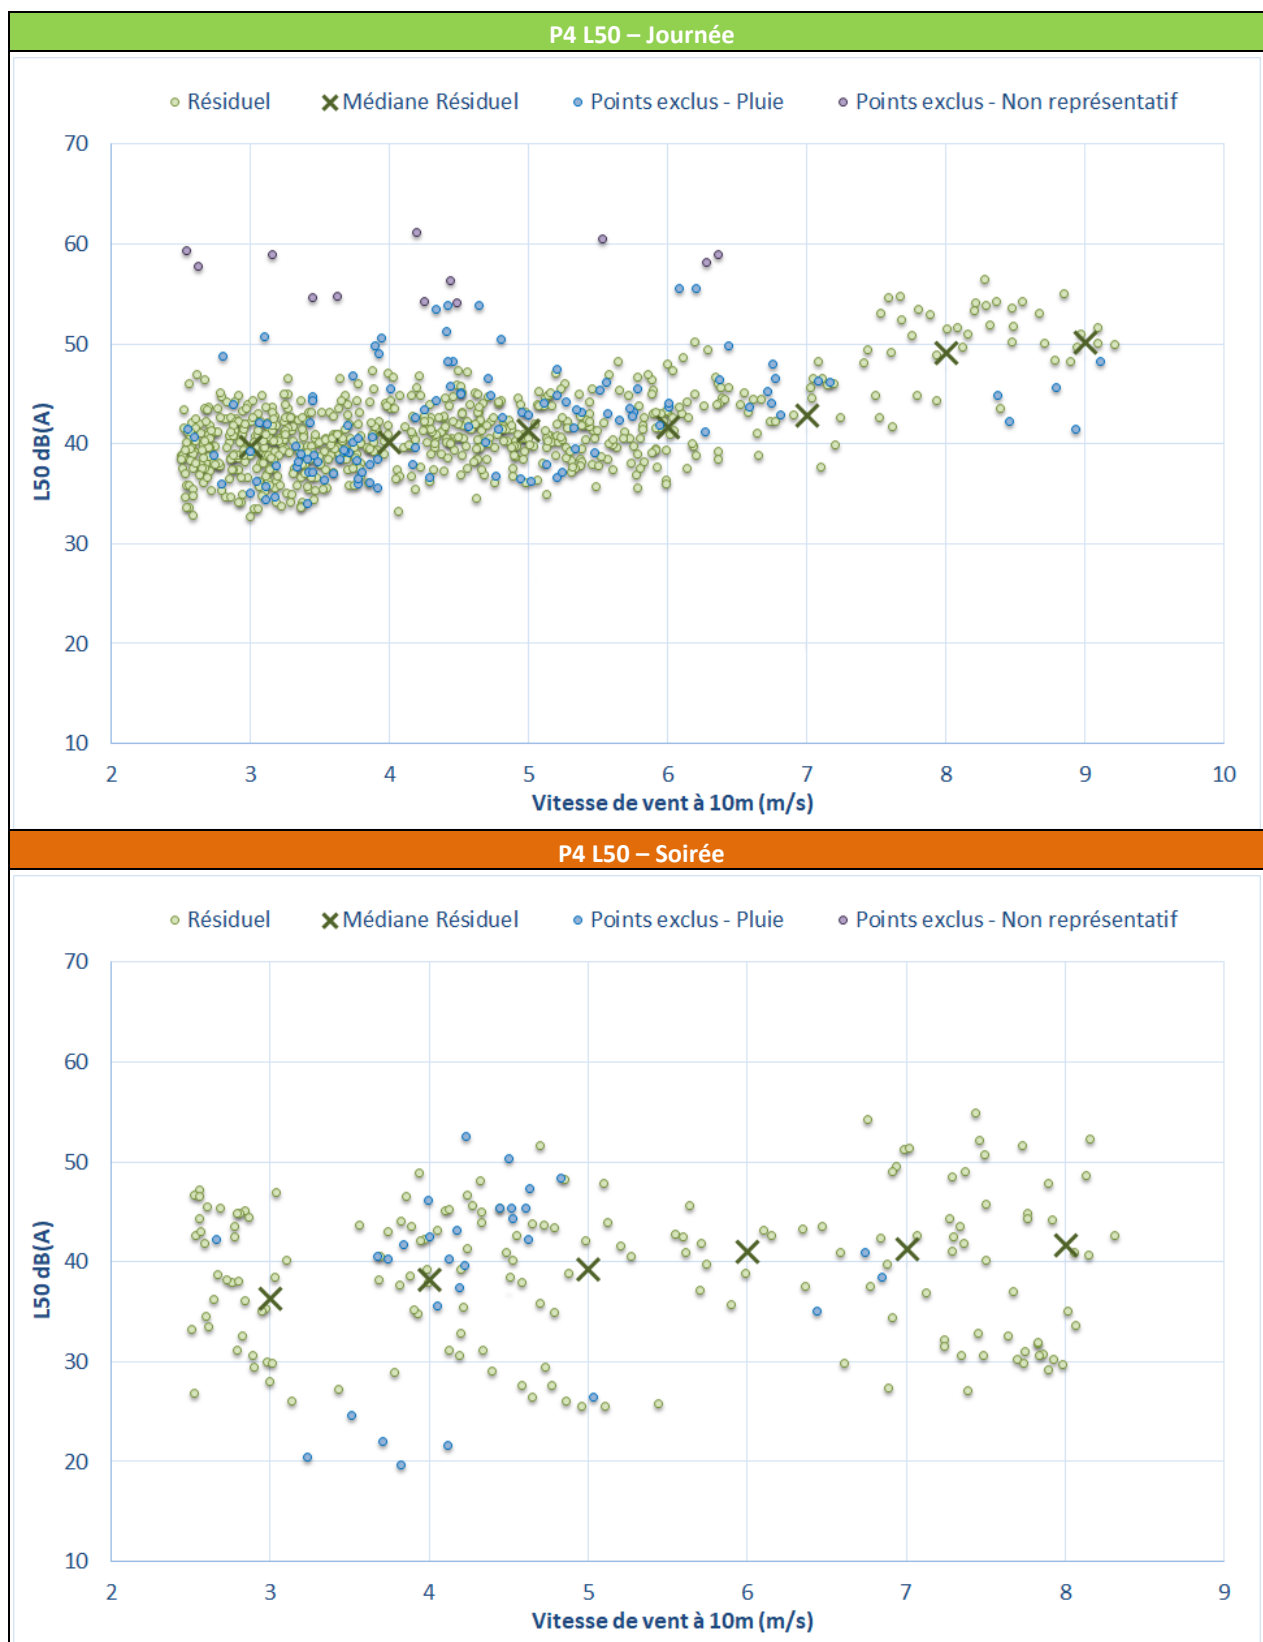 P4 L50 – Journée
Résiduel
Médiane Résiduel
Points exclus - Pluie
Points exclus - Non représentatif
70
60
50
40
30
20
10
L50 dB(A)
2 3 4 5 6 7 8 9 10
Vitesse de vent à 10m (m/s)
P4 L50 – Soirée
Résiduel
Médiane Résiduel
Points exclus - Pluie
Points exclus - Non représentatif
70
60
50
40
30
20
10
L50 dB(A)
2 3 4 5 6 7 8 9
Vitesse de vent à 10m (m/s)